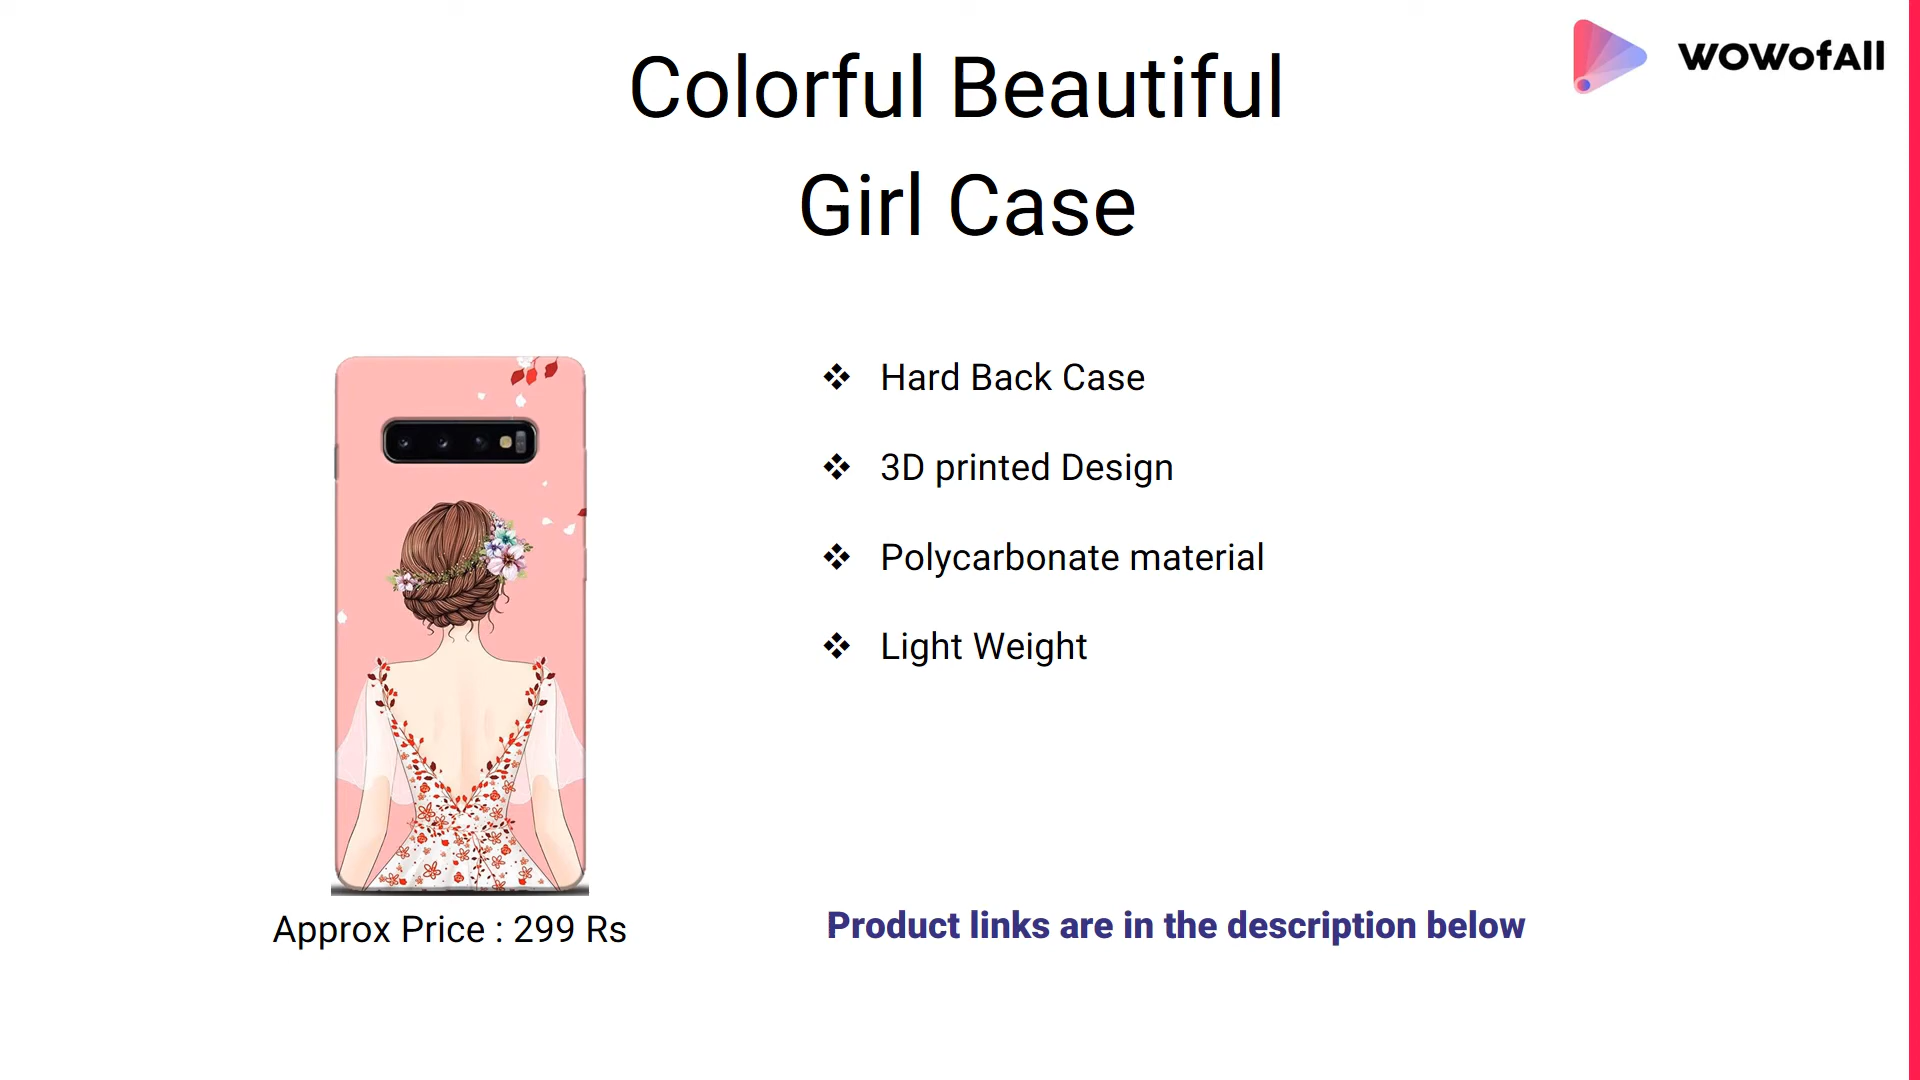 WOWofAll
Colorful Beautiful
Girl Case
❖ Hard Back Case
❖ 3D printed Design
❖ Polycarbonate material
❖ Light Weight
Approx Price : 299 Rs
Product links are in the description below